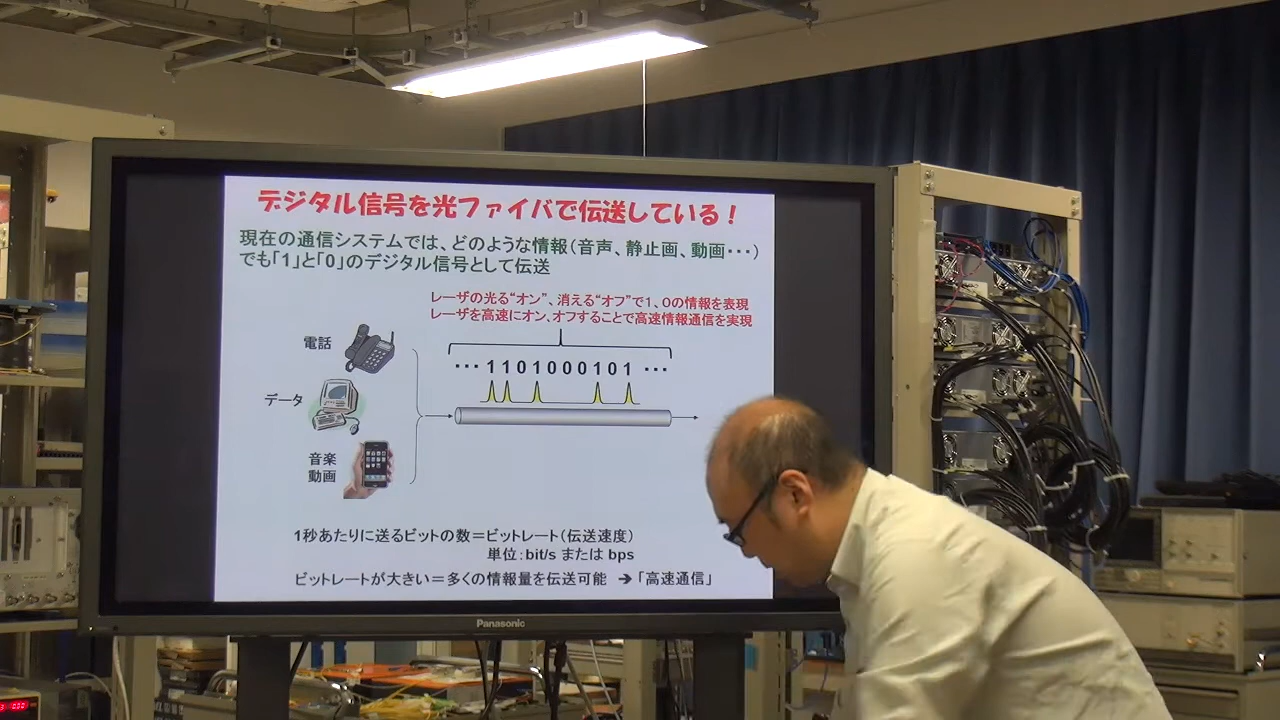 デジタル信号を光ファイバで伝送している！
現在の通信システムでは、どのような情報（音声、静止画、動画･･･）
でも｢1｣と｢0｣のデジタル信号として伝送
レーザの光る“オン”、消える“オフ”で1、0の情報を表現
レーザを高速にオン、オフすることで高速情報通信を実現
電話
･･･ 1101000101 ･･･
データ
音楽
動画
1秒あたりに送るビットの数＝ビットレート（伝送速度）
単位：bit/s または bps
ビットレートが大きい＝多くの情報量を伝送可能 ➔ ｢高速通信｣
Panasonic